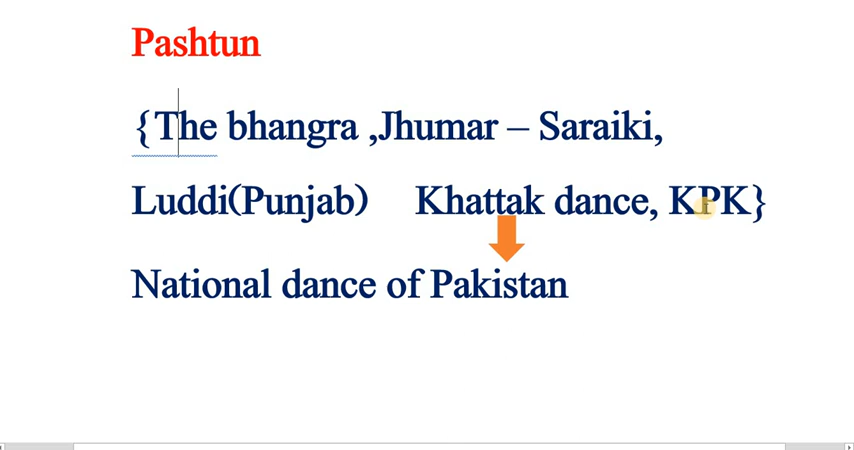 Pashtun
{The bhangra ,Jhumar – Saraiki,
Luddi(Punjab) Khattak dance, KPK}
National dance of Pakistan